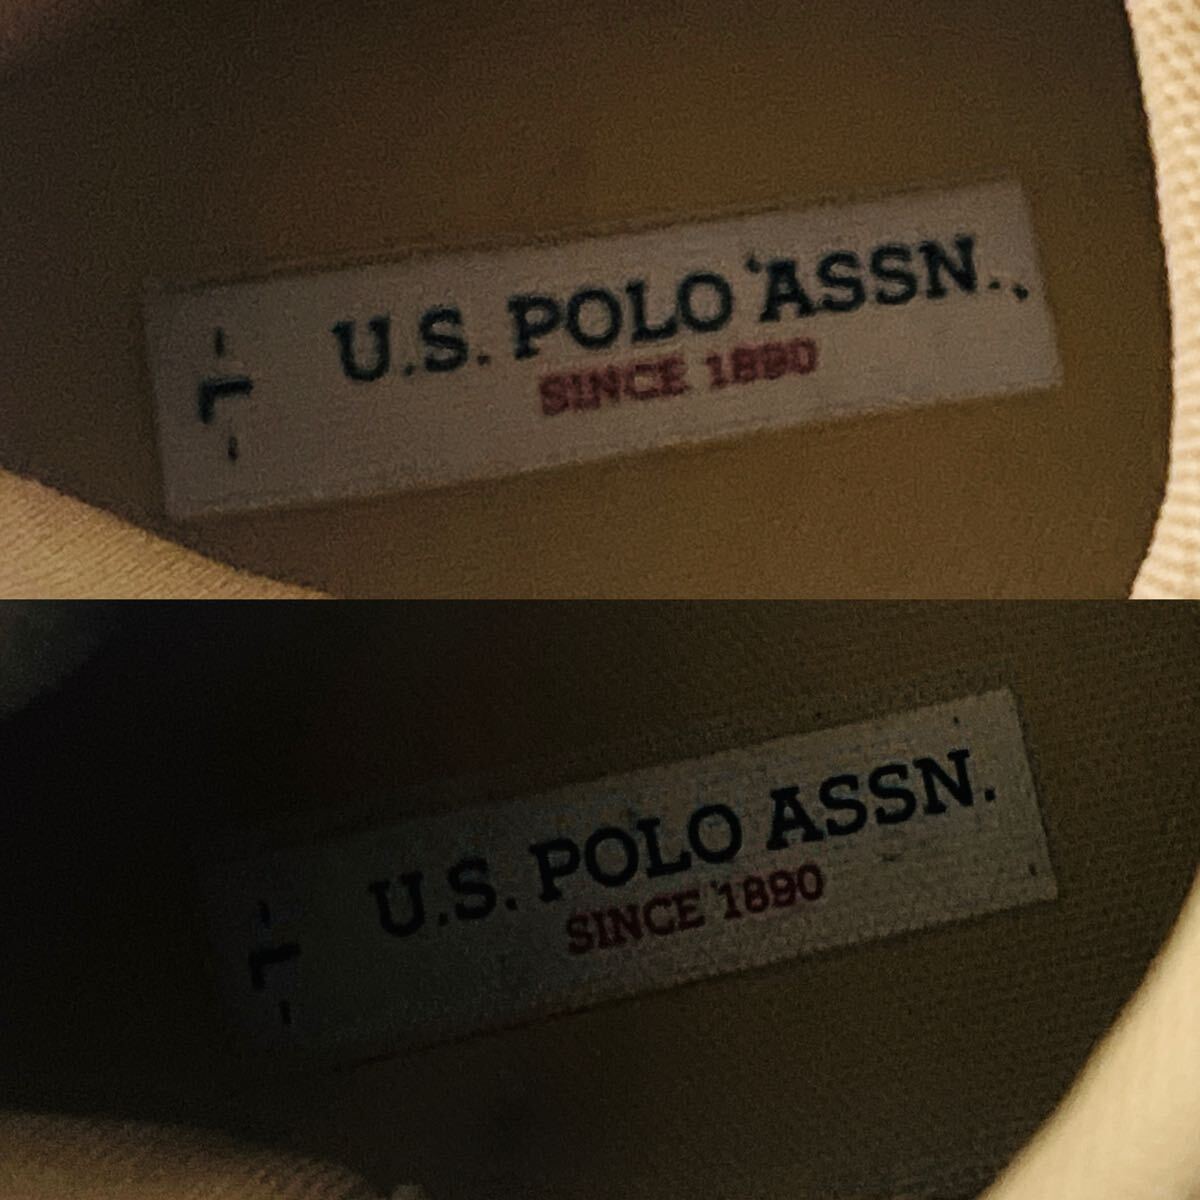 U.S. POLO ASSN.
SINCE 1890
- L -
U.S. POLO ASSN.
SINCE 1890
- L -